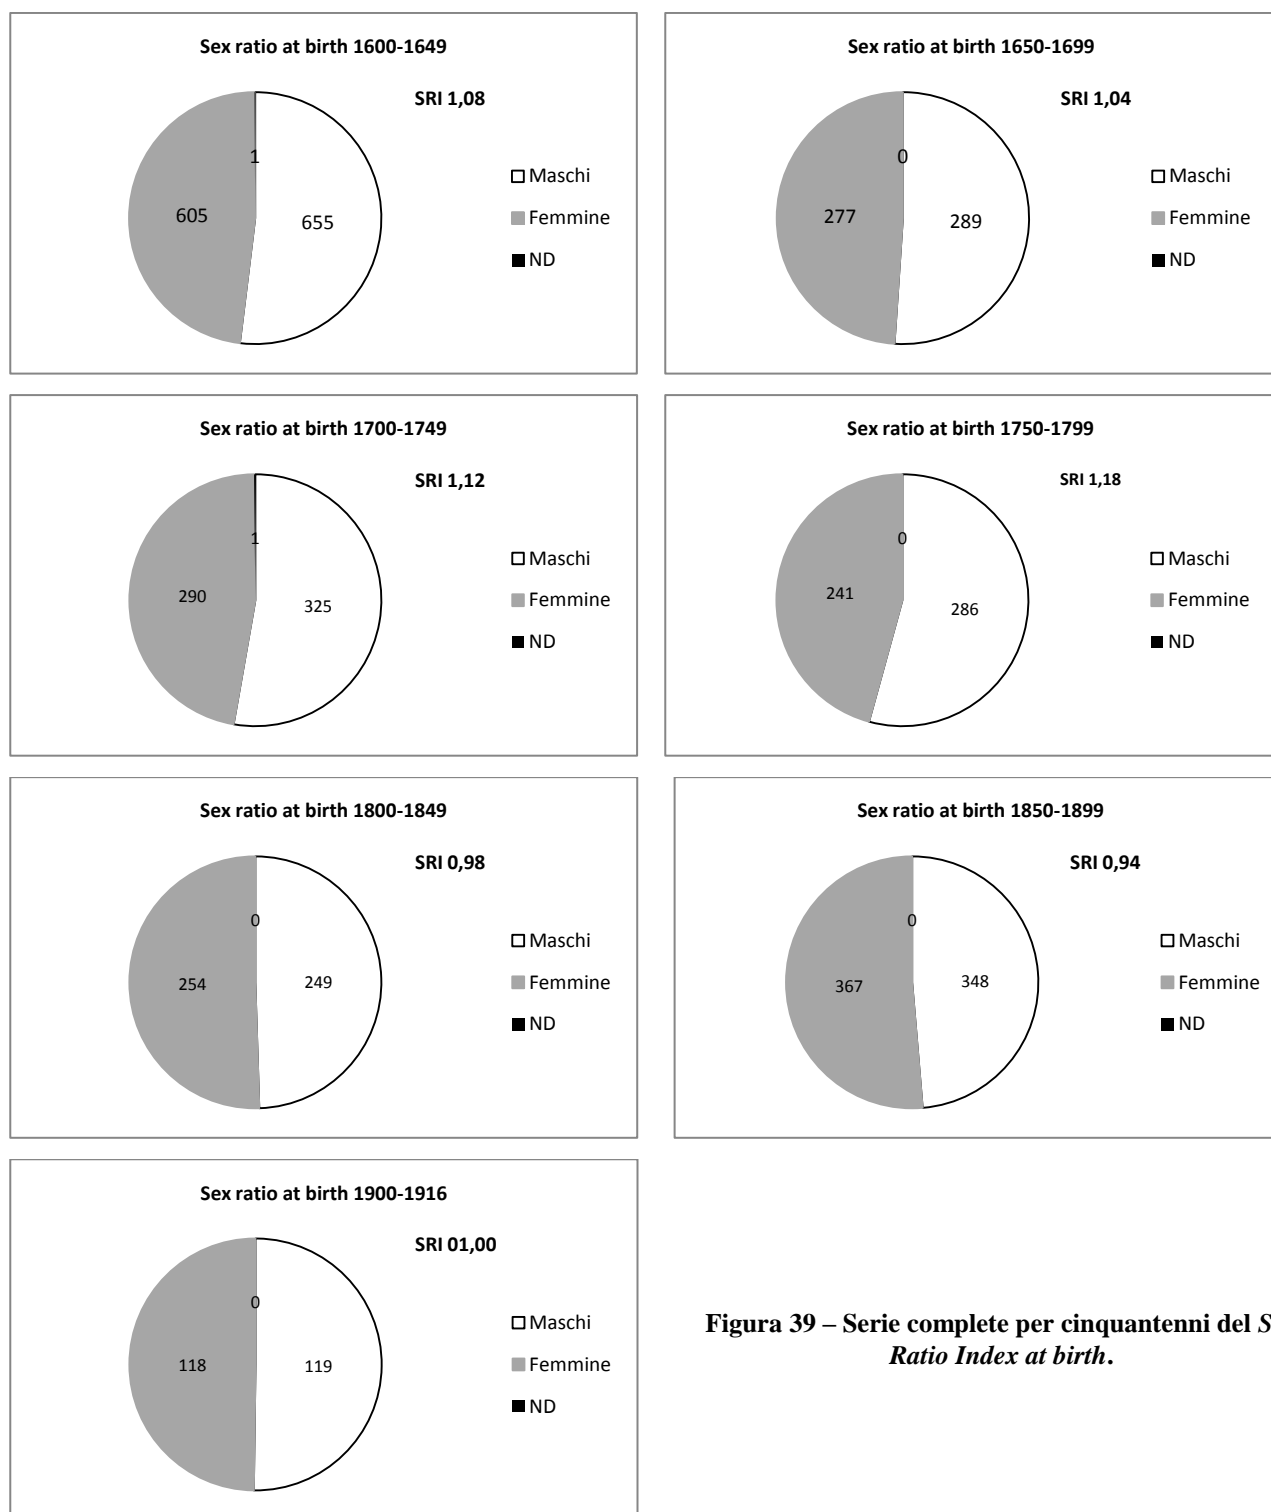 Sex ratio at birth 1600-1649
SRI 1,08
1
605
655
Maschi
Femmine
ND
Sex ratio at birth 1650-1699
SRI 1,04
0
277
289
Maschi
Femmine
ND
Sex ratio at birth 1700-1749
SRI 1,12
1
290
325
Maschi
Femmine
ND
Sex ratio at birth 1750-1799
SRI 1,18
0
241
286
Maschi
Femmine
ND
Sex ratio at birth 1800-1849
SRI 0,98
0
254
249
Maschi
Femmine
ND
Sex ratio at birth 1850-1899
SRI 0,94
0
367
348
Maschi
Femmine
ND
Sex ratio at birth 1900-1916
SRI 01,00
0
118
119
Maschi
Femmine
ND
Figura 39 – Serie complete per cinquantenni del
Ratio Index at birth.